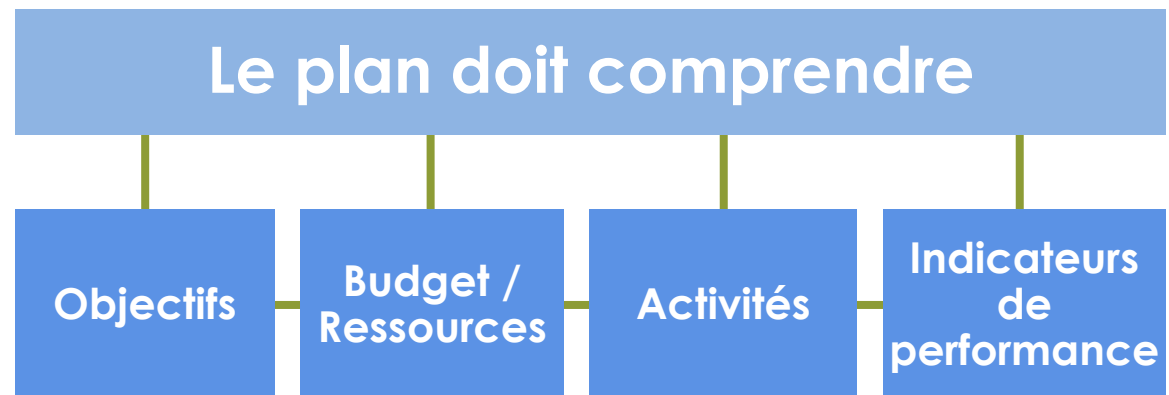 Le plan doit comprendre
Objectifs
Budget /
Ressources
Activités
Indicateurs
de
performance